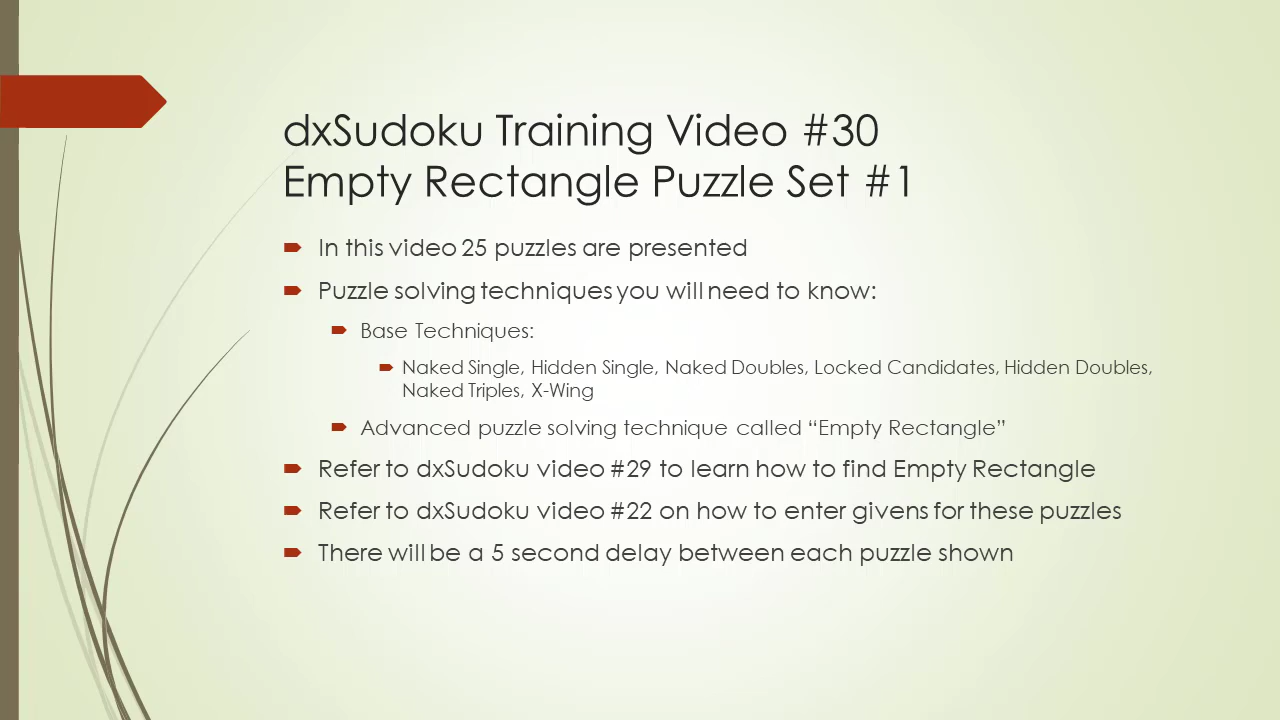 dxSudoku Training Video #30
Empty Rectangle Puzzle Set #1
In this video 25 puzzles are presented
Puzzle solving techniques you will need to know:
Base Techniques:
Naked Single, Hidden Single, Naked Doubles, Locked Candidates, Hidden Doubles,
Naked Triples, X-Wing
Advanced puzzle solving technique called “Empty Rectangle”
Refer to dxSudoku video #29 to learn how to find Empty Rectangle
Refer to dxSudoku video #22 on how to enter givens for these puzzles
There will be a 5 second delay between each puzzle shown